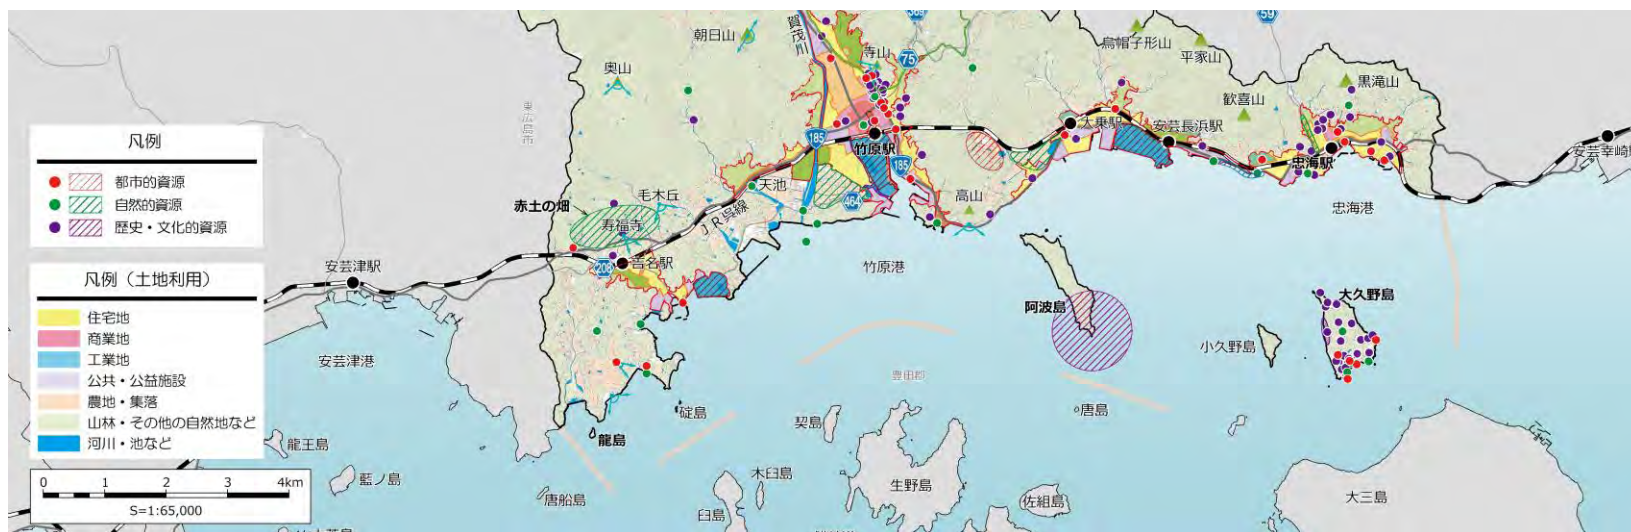 369
59
賀茂川
朝日山
寺山
75
烏帽子形山
平家山
奥山
黒滝山
歓喜山
東広島市
凡例
都市的資源
自然的資源
歴史・文化的資源
185
竹原駅
185
大乗駅
安芸長浜駅
忠海駅
安芸幸崎
天池
464
毛木丘
赤土の畑
寿福寺
JR呉線
高山
忠海港
208
吉名駅
安芸津駅
竹原港
阿波島
大久野島
小久野島
凡例(土地利用)
住宅地
商業地
工業地
公共・公益施設
農地・集落
山林・その他の自然地など
河川・池など
安芸津港
豊田郡
碇島
契島
唐島
龍島
龍王島
藍ノ島
唐船島
木臼島
臼島
生野島
佐組島
大三島
0 1 2 3 4km
S=1:65,000